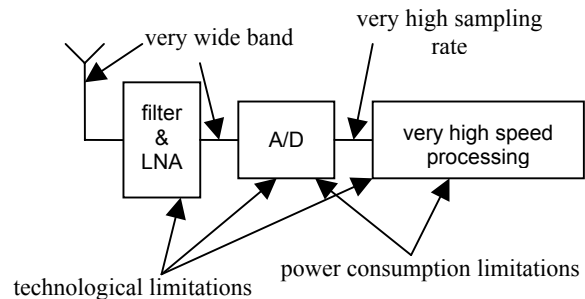 very wide band
very high sampling
rate
filter
&
LNA
A/D
very high speed
processing
technological limitations
power consumption limitations